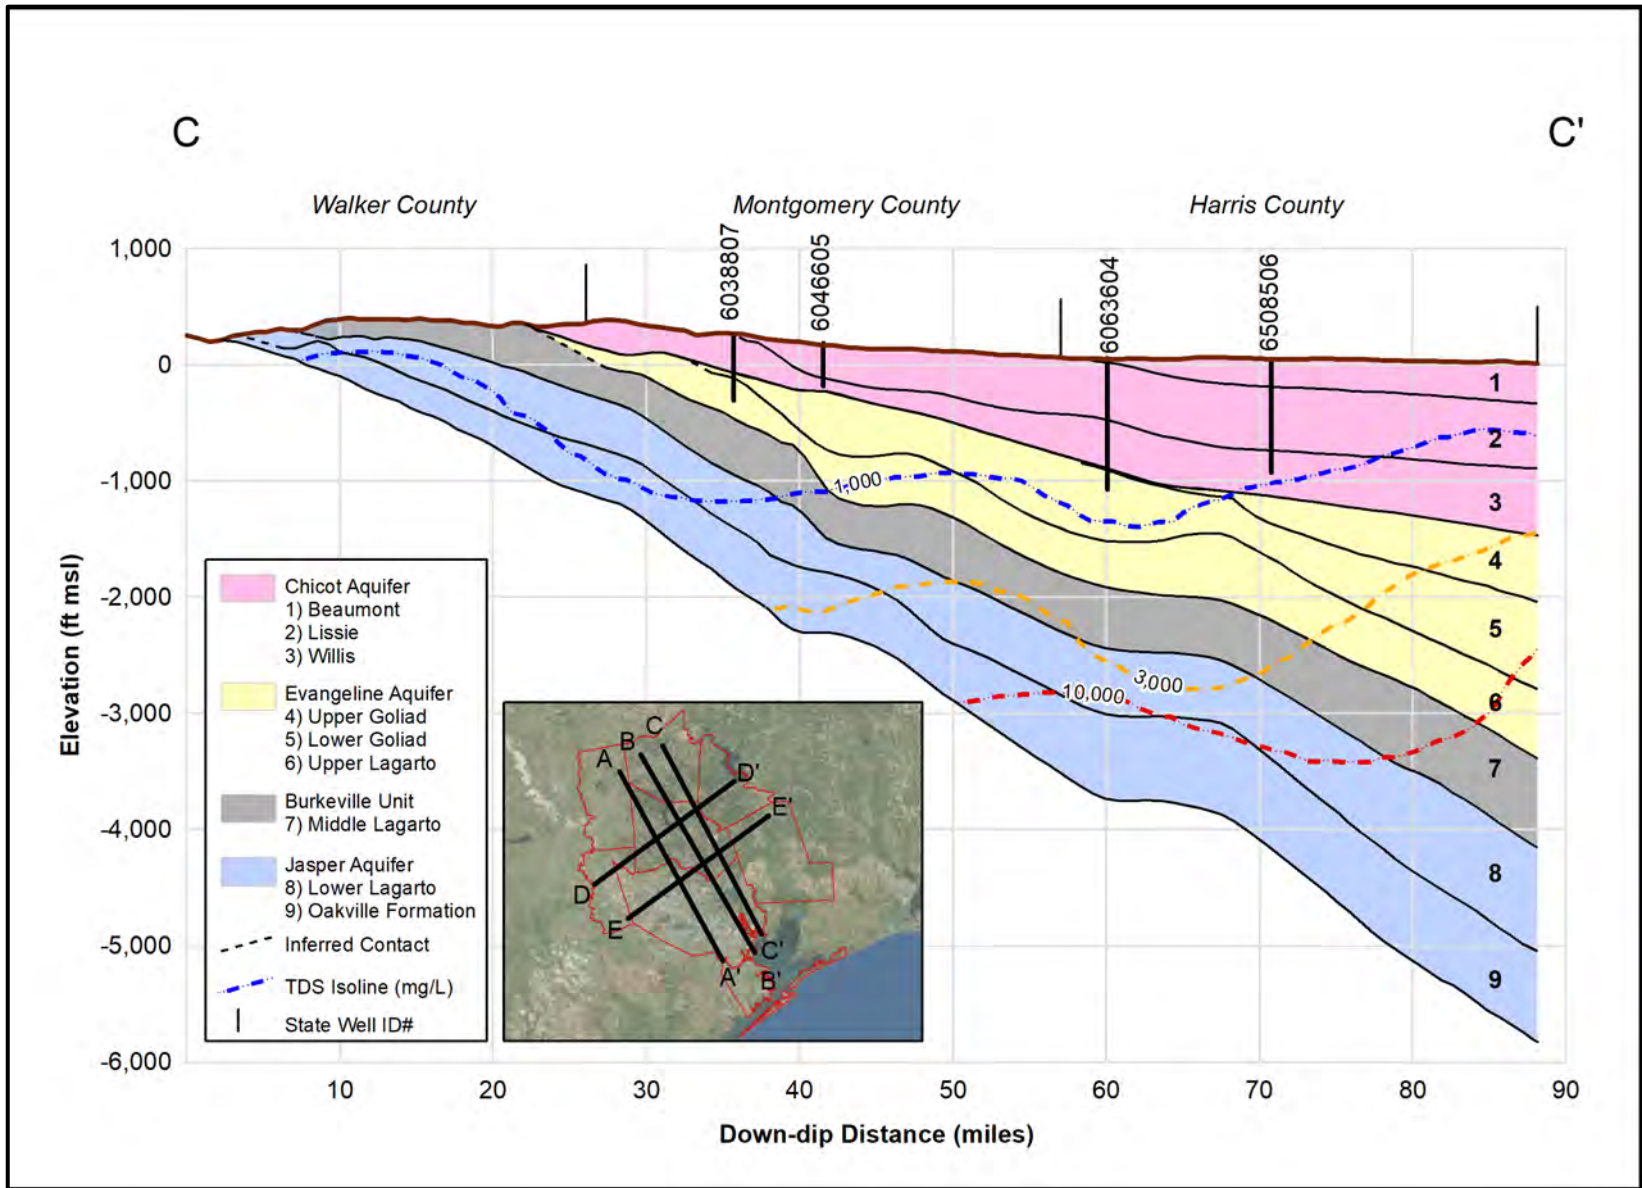 C
C'
Walker County
Montgomery County
Harris County
6038807
6046605
6063604
6508506
1,000
0
-1,000
-2,000
-3,000
-4,000
-5,000
-6,000
Elevation (ft msl)
1
2
3
4
5
6
7
8
9
1,000
3,000
10,000
Chicot Aquifer
1) Beaumont
2) Lissie
3) Willis
Evangeline Aquifer
4) Upper Goliad
5) Lower Goliad
6) Upper Lagarto
Burkeville Unit
7) Middle Lagarto
Jasper Aquifer
8) Lower Lagarto
9) Oakville Formation
Inferred Contact
TDS Isoline (mg/L)
State Well ID#
C
B
A
D'
E'
D
E
C'
A'
B'
10
20
30
40
50
60
70
80
90
Down-dip Distance (miles)